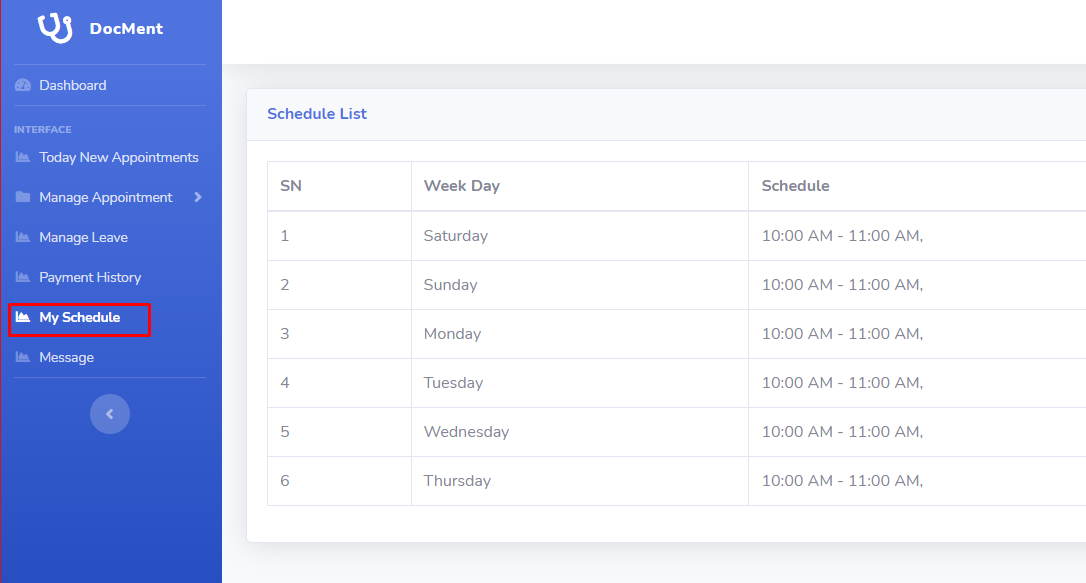 DocMent
Dashboard
INTERFACE
Today New Appointments
Manage Appointment
Manage Leave
Payment History
My Schedule
Message
Schedule List
SN Week Day Schedule
1 Saturday 10:00 AM - 11:00 AM,
2 Sunday 10:00 AM - 11:00 AM,
3 Monday 10:00 AM - 11:00 AM,
4 Tuesday 10:00 AM - 11:00 AM,
5 Wednesday 10:00 AM - 11:00 AM,
6 Thursday 10:00 AM - 11:00 AM,